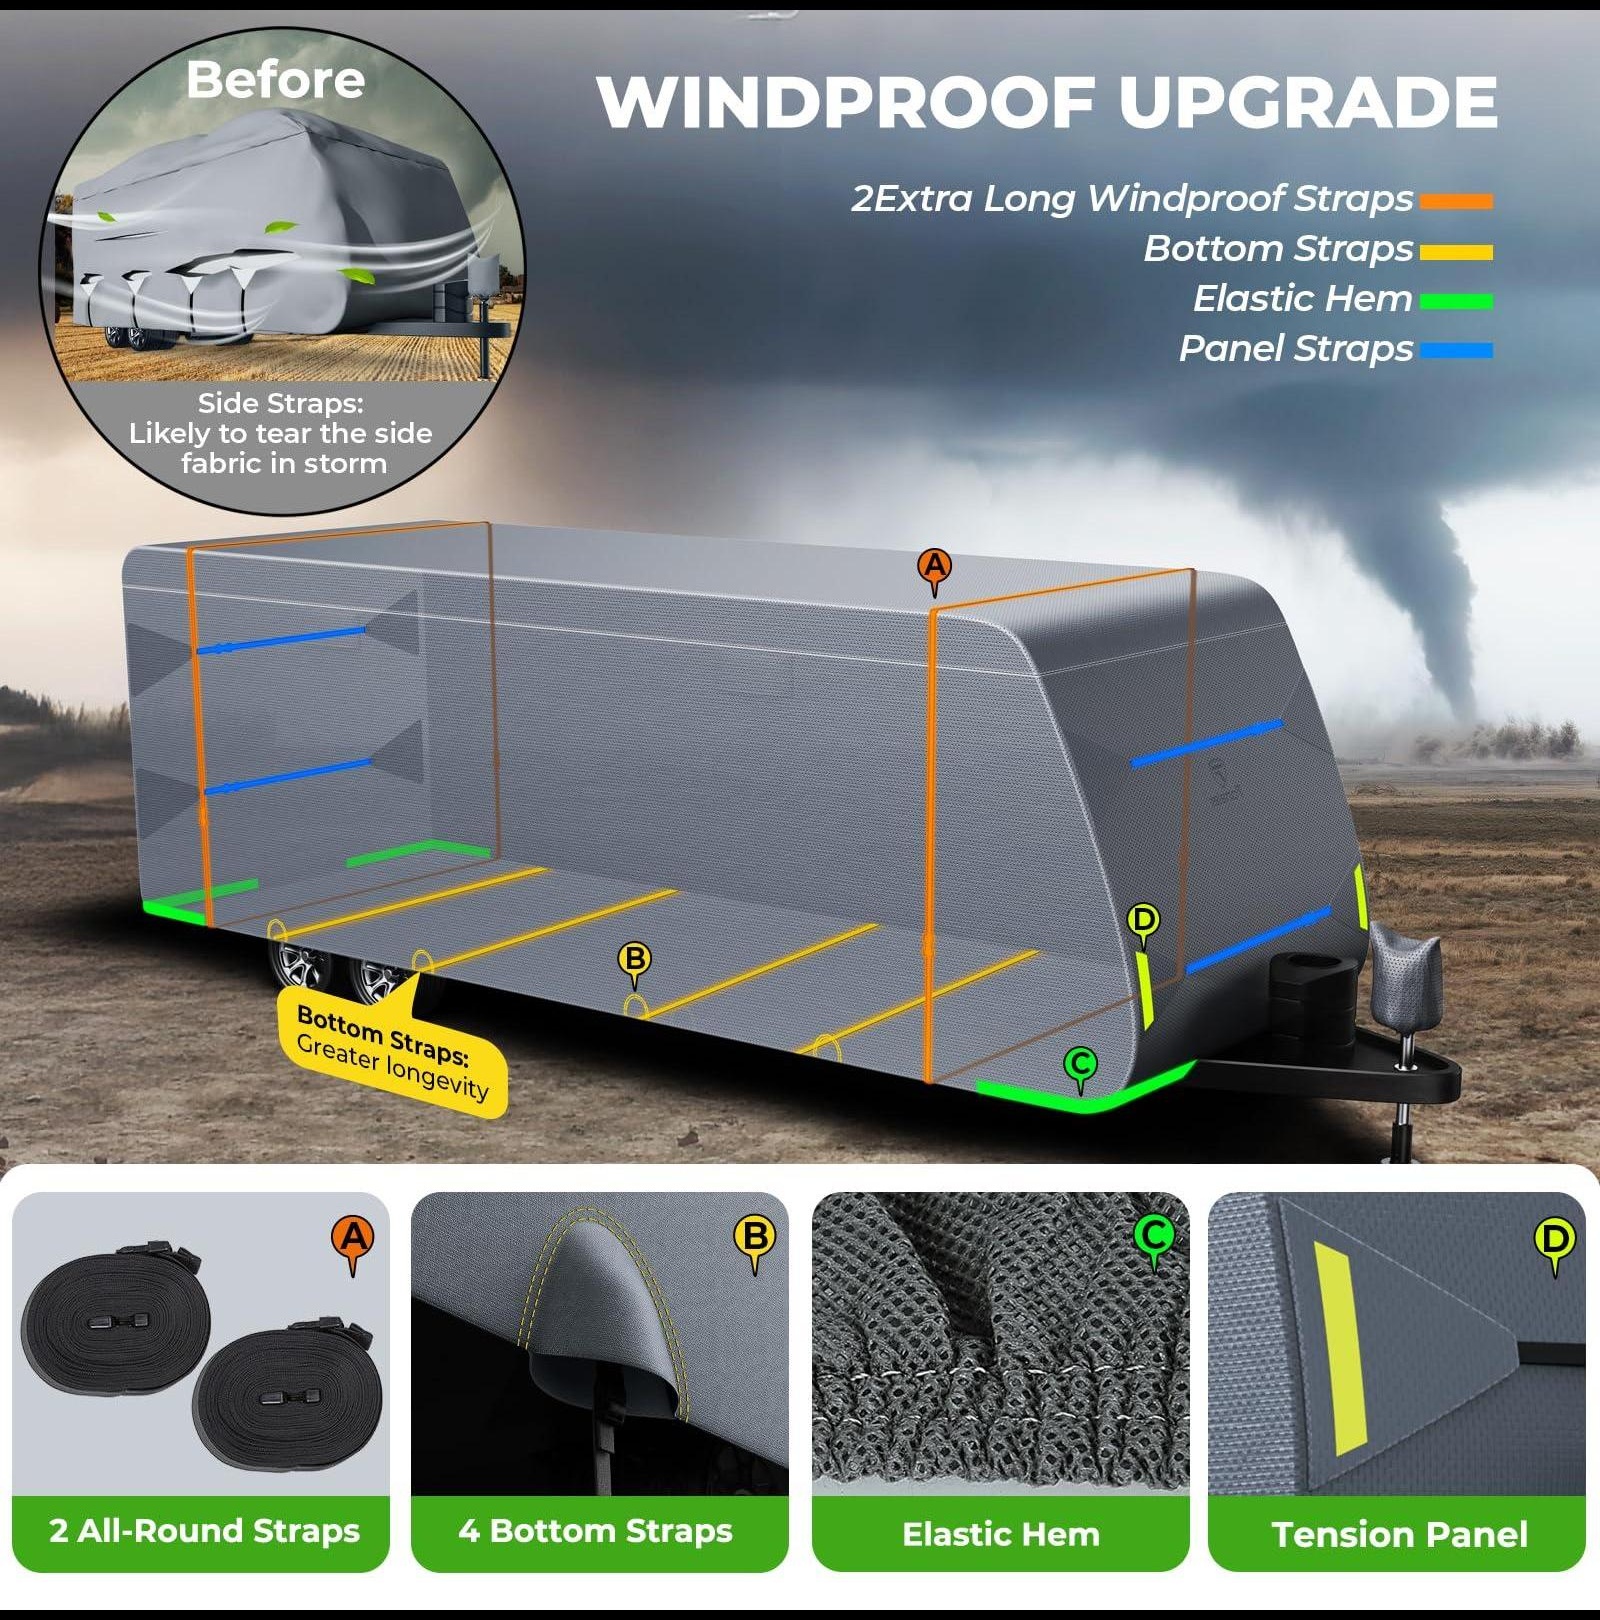 Before
Side Straps:
Likely to tear the side
fabric in storm
WINDPROOF UPGRADE
2Extra Long Windproof Straps
Bottom Straps
Elastic Hem
Panel Straps
A
B
D
C
Bottom Straps:
Greater longevity
A
2 All-Round Straps
B
4 Bottom Straps
C
Elastic Hem
D
Tension Panel